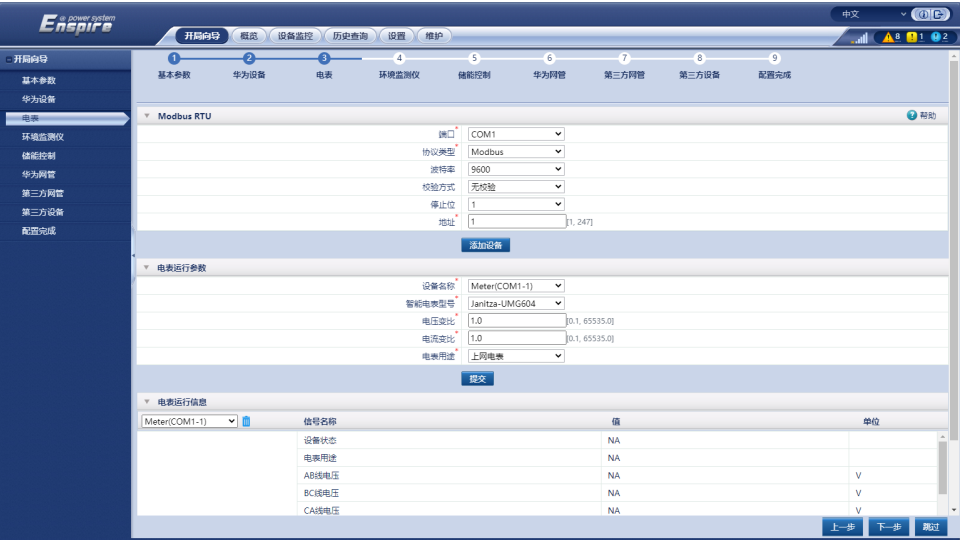 @ power system
Enspire
中文
开局向导 概览 设备监控 历史查询 设置 维护
8 1 2
开局向导
基本参数
华为设备
电表
环境监测仪
储能控制
华为网管
第三方网管
第三方设备
配置完成
1 2 3 4 5 6 7 8 9
基本参数 华为设备 电表 环境监测仪 储能控制 华为网管 第三方网管 第三方设备 配置完成
Modbus RTU ? 帮助
端口* COM1
协议类型* Modbus
波特率 9600
校验方式 无校验
停止位 1
地址* 1 [1, 247]
添加设备
电表运行参数
设备名称* Meter(COM1-1)
智能电表型号* Janitza-UMG604
电压变比* 1.0 [0.1, 65535.0]
电流变比* 1.0 [0.1, 65535.0]
电表用途* 上网电表
提交
电表运行信息
Meter(COM1-1) 信号名称 值 单位
设备状态 NA
电表用途 NA
AB线电压 NA V
BC线电压 NA V
CA线电压 NA V
上一步 下一步 跳过